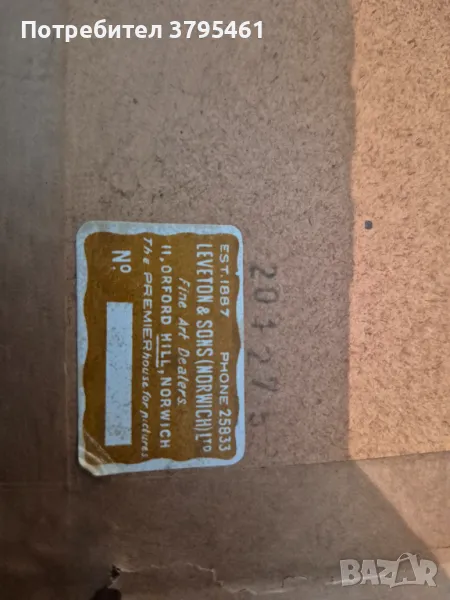 Потребител 3795461
EST. 1887 PHONE 25833
LEVETON & SONS (NORWICH) LTD
Fine Art Dealers.
11, ORFORD HILL, NORWICH
The PREMIER house for pictures
No
BAZAR